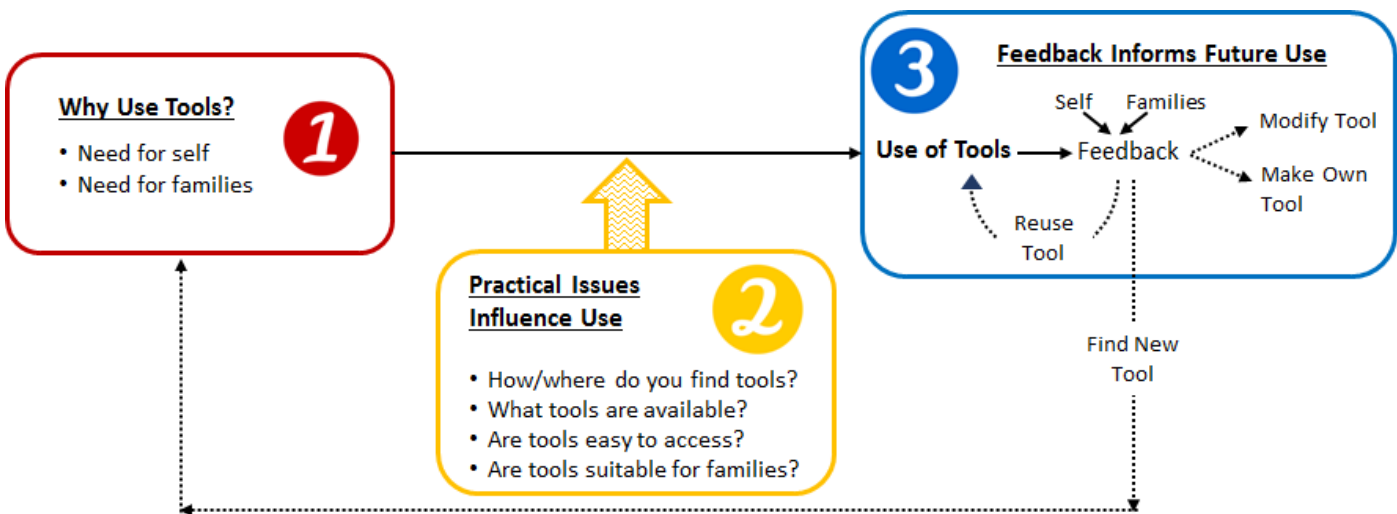 1
Why Use Tools?
• Need for self
• Need for families
2
Practical Issues
Influence Use
• How/where do you find tools?
• What tools are available?
• Are tools easy to access?
• Are tools suitable for families?
3
Feedback Informs Future Use
Self
Families
Use of Tools
Feedback
Modify Tool
Make Own
Tool
Reuse
Tool
Find New
Tool